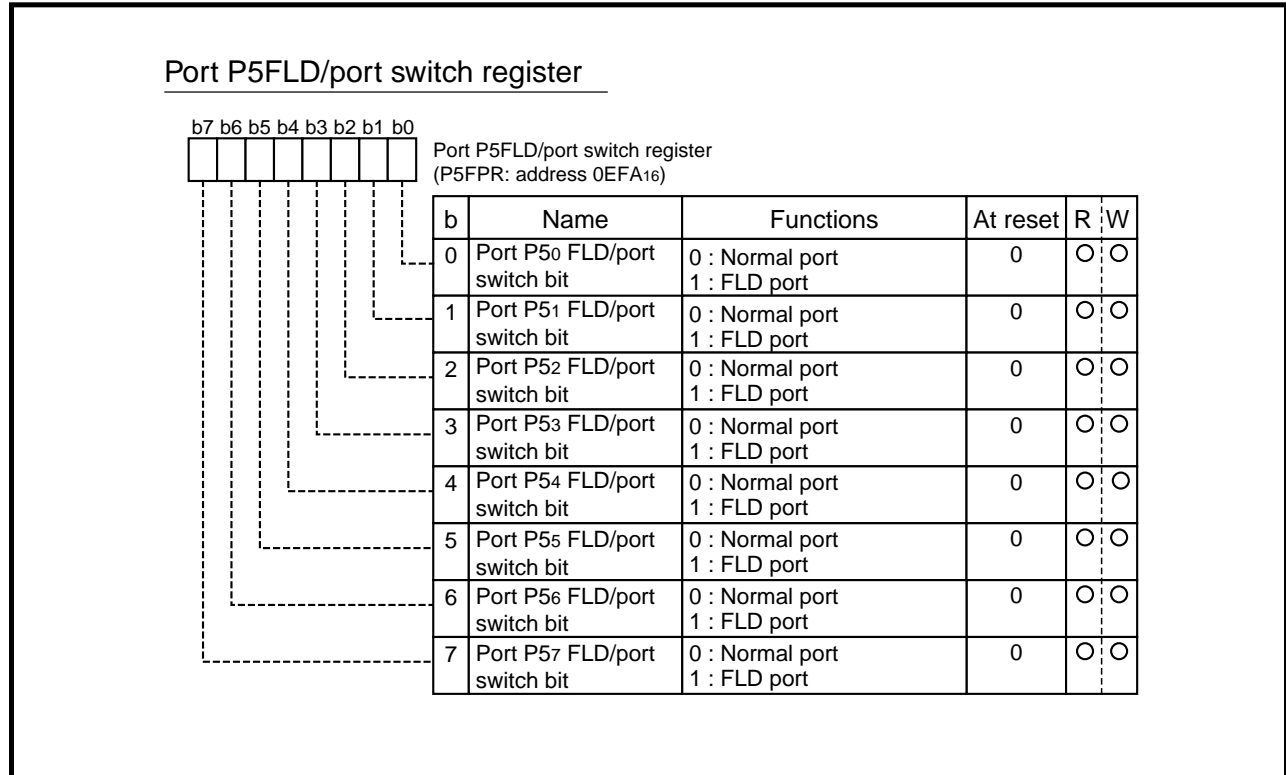 Port P5FLD/port switch register
b7 b6 b5 b4 b3 b2 b1 b0
Port P5FLD/port switch register
(P5FPR: address 0EFA16)
b Name Functions At reset R W
0 Port P50 FLD/port switch bit 0 : Normal port 0 ○ ○
1 : FLD port
1 Port P51 FLD/port switch bit 0 : Normal port 0 ○ ○
1 : FLD port
2 Port P52 FLD/port switch bit 0 : Normal port 0 ○ ○
1 : FLD port
3 Port P53 FLD/port switch bit 0 : Normal port 0 ○ ○
1 : FLD port
4 Port P54 FLD/port switch bit 0 : Normal port 0 ○ ○
1 : FLD port
5 Port P55 FLD/port switch bit 0 : Normal port 0 ○ ○
1 : FLD port
6 Port P56 FLD/port switch bit 0 : Normal port 0 ○ ○
1 : FLD port
7 Port P57 FLD/port switch bit 0 : Normal port 0 ○ ○
1 : FLD port